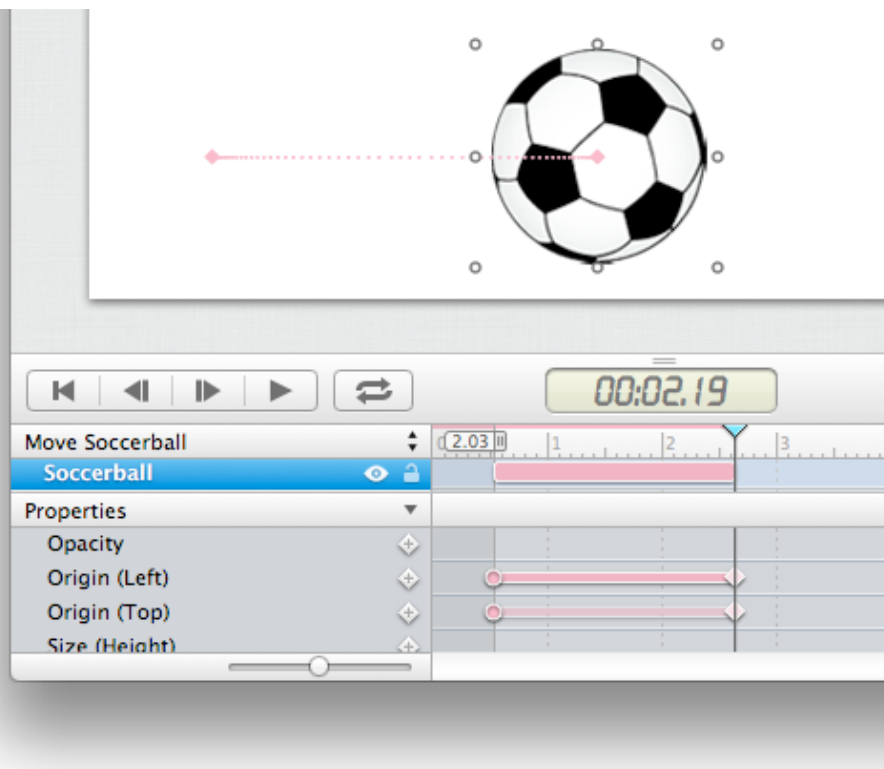 00:02.19
Move Soccerball
2.03 1 2 3
Soccerball
Properties
Opacity
Origin (Left)
Origin (Top)
Size (Height)